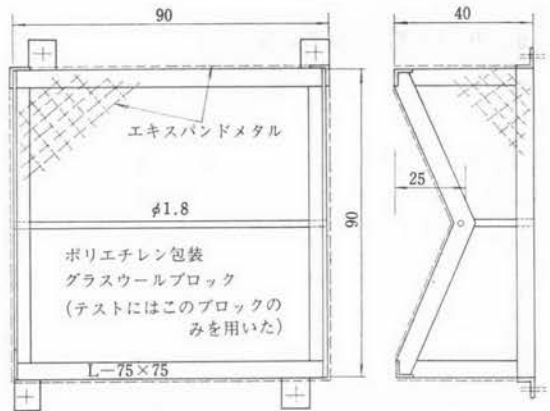 90
40
エキスパンドメタル
25
φ1.8
90
ポリエチレン包装
グラスウールブロック
(テストにはこのブロックの
みを用いた)
L-75×75